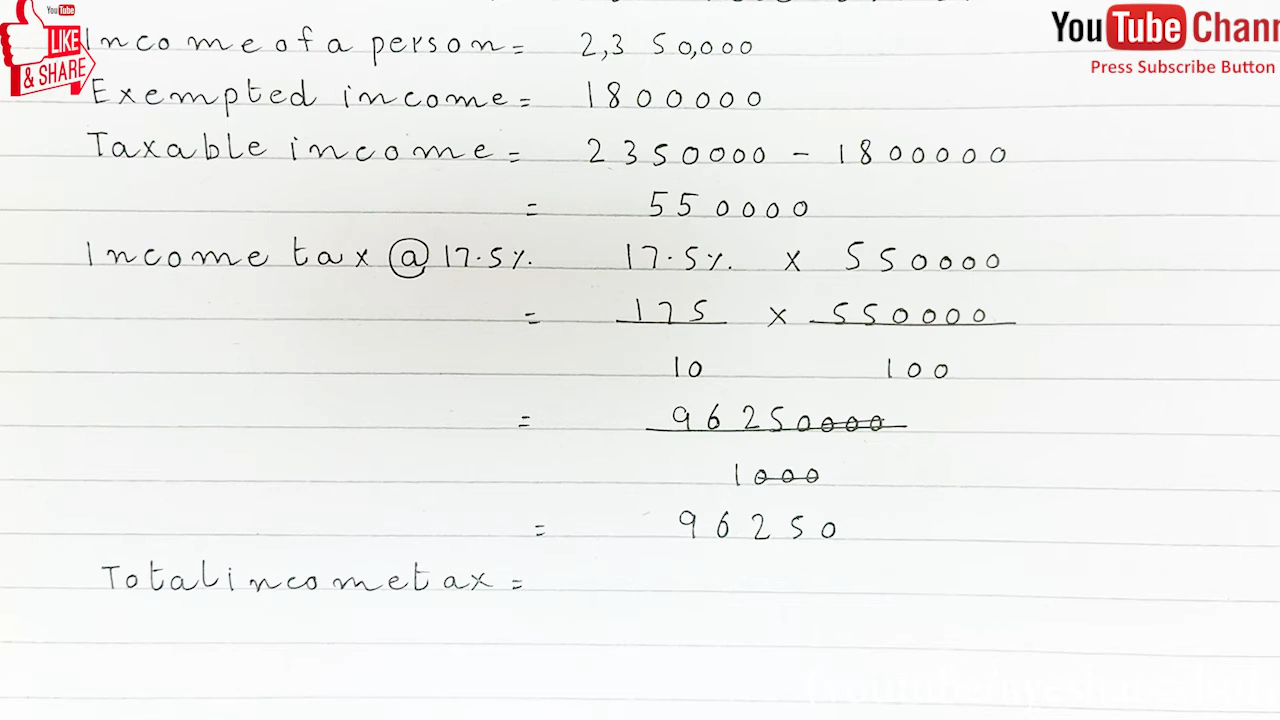 YouTube
LIKE
& SHARE
YouTube Chann
Press Subscribe Button
Income of a person = 2,350,000
Exempted income = 1800000
Taxable income = 2350000 - 1800000
= 550000
Income tax @ 17.5% 17.5% × 550000
= 175 × 550000
10 100
= 96250000
1000
= 96250
Total income tax =